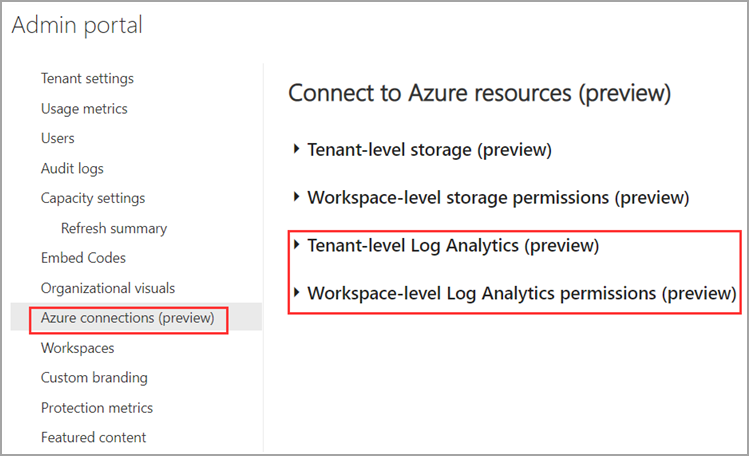 Admin portal
Tenant settings
Usage metrics
Users
Audit logs
Capacity settings
Refresh summary
Embed Codes
Organizational visuals
Azure connections (preview)
Workspaces
Custom branding
Protection metrics
Featured content
Connect to Azure resources (preview)
Tenant-level storage (preview)
Workspace-level storage permissions (preview)
Tenant-level Log Analytics (preview)
Workspace-level Log Analytics permissions (preview)